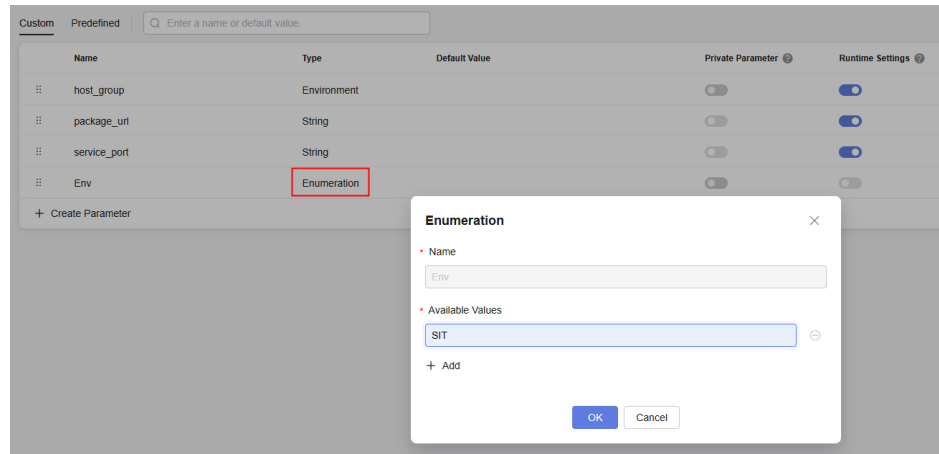 Custom Predefined Enter a name or default value.
Name Type Default Value Private Parameter ? Runtime Settings ?
host_group Environment
package_url String
service_port String
Env Enumeration
+ Create Parameter
Enumeration ×
* Name
Env
* Available Values
SIT
+ Add
OK Cancel